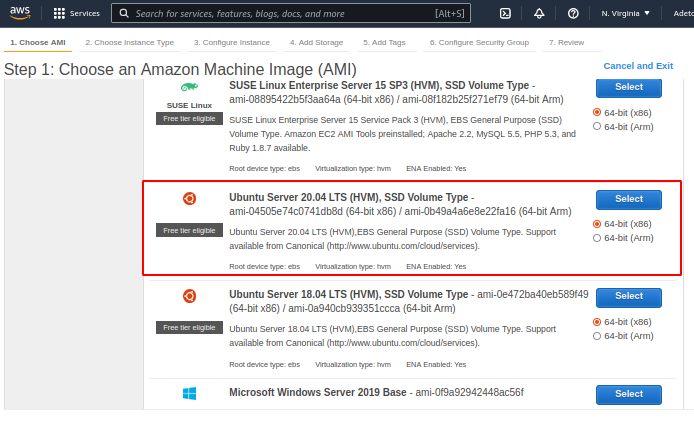 aws
Services
Search for services, features, blogs, docs, and more
[Alt+S]
N. Virginia
Adeto
1. Choose AMI
2. Choose Instance Type
3. Configure Instance
4. Add Storage
5. Add Tags
6. Configure Security Group
7. Review
Step 1: Choose an Amazon Machine Image (AMI)
Cancel and Exit
SUSE Linux
Free tier eligible
SUSE Linux Enterprise Server 15 SP3 (HVM), SSD Volume Type -
ami-08895422b5f3aa64a (64-bit x86) / ami-08f182b25f271ef79 (64-bit Arm)
SUSE Linux Enterprise Server 15 Service Pack 3 (HVM), EBS General Purpose (SSD)
Volume Type. Amazon EC2 AMI Tools preinstalled; Apache 2.2, MySQL 5.5, PHP 5.3, and
Ruby 1.8.7 available.
Root device type: ebs
Virtualization type: hvm
ENA Enabled: Yes
Select
64-bit (x86)
64-bit (Arm)
Free tier eligible
Ubuntu Server 20.04 LTS (HVM), SSD Volume Type -
ami-04505e74c0741db8d (64-bit x86) / ami-0b49a4a6e8e22fa16 (64-bit Arm)
Ubuntu Server 20.04 LTS (HVM),EBS General Purpose (SSD) Volume Type. Support
available from Canonical (http://www.ubuntu.com/cloud/services).
Root device type: ebs
Virtualization type: hvm
ENA Enabled: Yes
Select
64-bit (x86)
64-bit (Arm)
Free tier eligible
Ubuntu Server 18.04 LTS (HVM), SSD Volume Type - ami-0e472ba40eb589f49
(64-bit x86) / ami-0a940cb939351ccca (64-bit Arm)
Ubuntu Server 18.04 LTS (HVM),EBS General Purpose (SSD) Volume Type. Support
available from Canonical (http://www.ubuntu.com/cloud/services).
Root device type: ebs
Virtualization type: hvm
ENA Enabled: Yes
Select
64-bit (x86)
64-bit (Arm)
Microsoft Windows Server 2019 Base - ami-0f9a92942448ac56f
Select